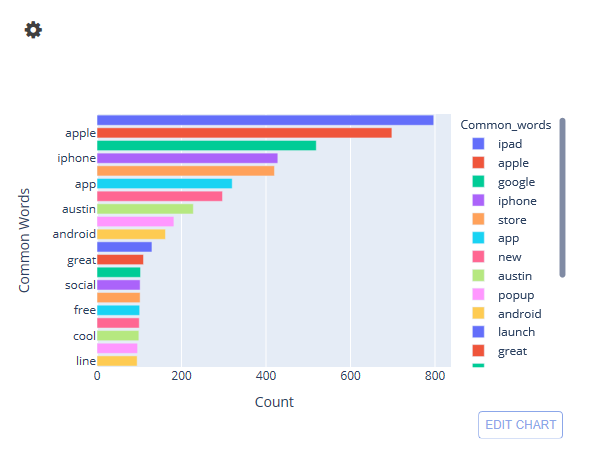 Common_words
ipad
apple
google
iphone
store
app
new
austin
popup
android
launch
great
Common Words
apple
iphone
app
austin
android
great
social
free
cool
line
0 200 400 600 800
Count
EDIT CHART